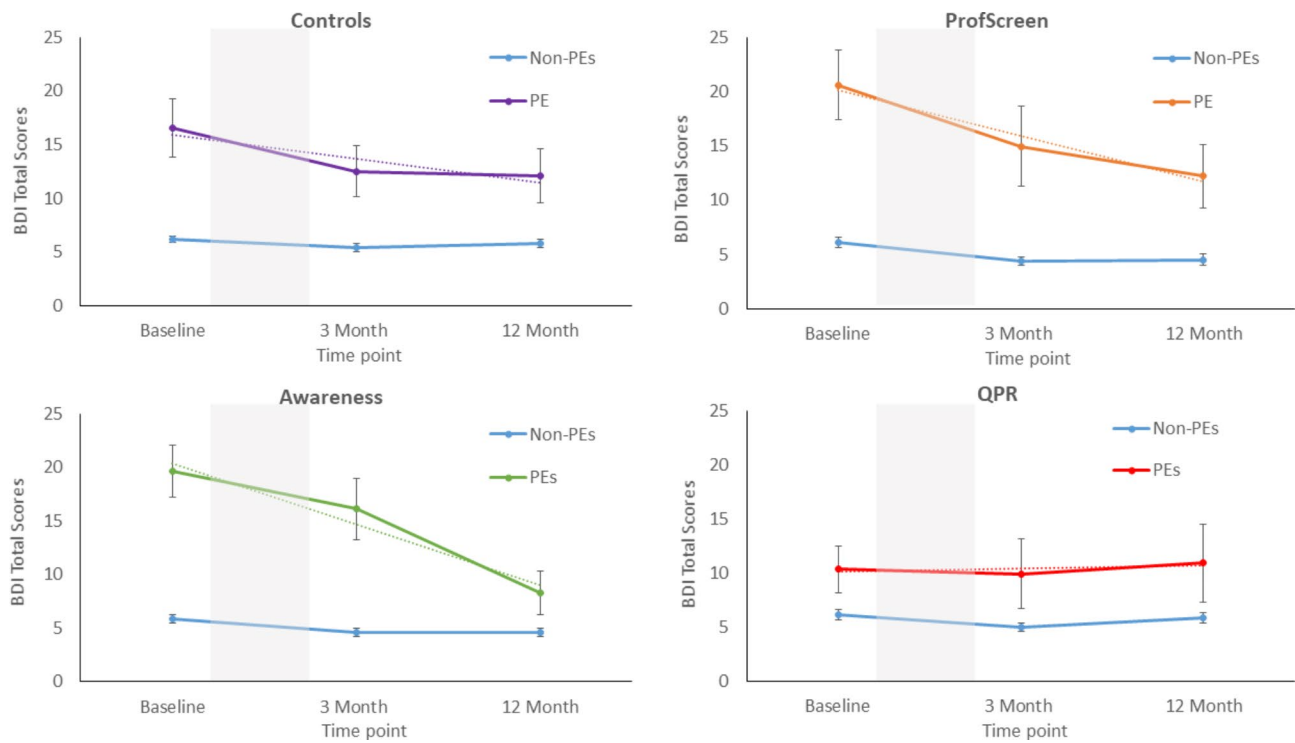 Controls
25
20
15
10
5
0
BDI Total Scores
Non-PEs
PE
Baseline
3 Month
12 Month
Time point
ProfScreen
25
20
15
10
5
0
BDI Total Scores
Non-PEs
PE
Baseline
3 Month
12 Month
Time point
Awareness
25
20
15
10
5
0
BDI Total Scores
Non-PEs
PEs
Baseline
3 Month
12 Month
Time point
QPR
25
20
15
10
5
0
BDI Total Scores
Non-PEs
PEs
Baseline
3 Month
12 Month
Time point